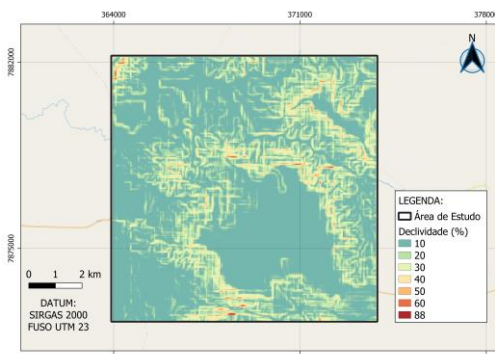 364000
371000
378000
7882000
N
7875000
LEGENDA:
Área de Estudo
Declividade (%)
10
20
30
40
50
60
88
0 1 2 km
DATUM:
SIRGAS 2000
FUSO UTM 23